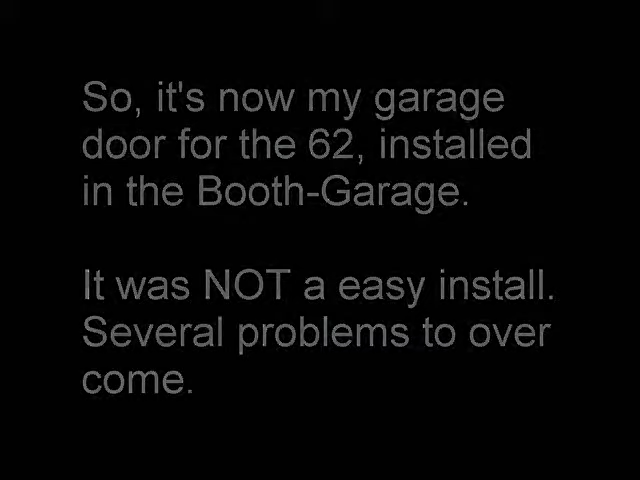 So, it's now my garage
door for the 62, installed
in the Booth-Garage.
It was NOT a easy install.
Several problems to over
come.